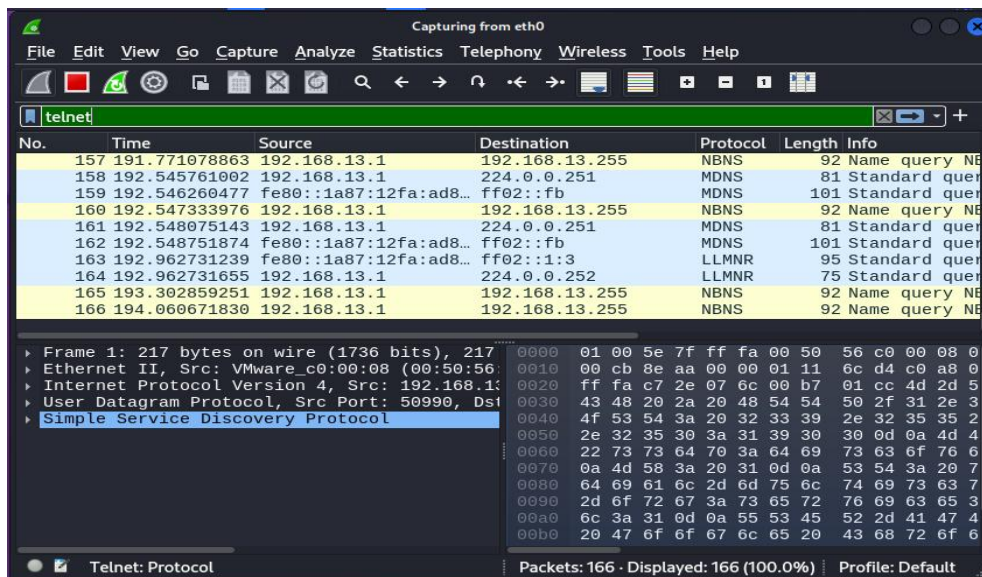 Capturing from eth0
File Edit View Go Capture Analyze Statistics Telephony Wireless Tools Help
telnet
No. Time Source Destination Protocol Length Info
157 191.771078863 192.168.13.1 192.168.13.255 NBNS 92 Name query NB
158 192.545761002 192.168.13.1 224.0.0.251 MDNS 81 Standard quer
159 192.546260477 fe80::1a87:12fa:ad8… ff02::fb MDNS 101 Standard quer
160 192.547333976 192.168.13.1 192.168.13.255 NBNS 92 Name query NB
161 192.548075143 192.168.13.1 224.0.0.251 MDNS 81 Standard quer
162 192.548751874 fe80::1a87:12fa:ad8… ff02::fb MDNS 101 Standard quer
163 192.962731239 fe80::1a87:12fa:ad8… ff02::1:3 LLMNR 95 Standard quer
164 192.962731655 192.168.13.1 224.0.0.252 LLMNR 75 Standard quer
165 193.302859251 192.168.13.1 192.168.13.255 NBNS 92 Name query NB
166 194.060671830 192.168.13.1 192.168.13.255 NBNS 92 Name query NB
Frame 1: 217 bytes on wire (1736 bits), 217
Ethernet II, Src: VMware_c0:00:08 (00:50:56:
Internet Protocol Version 4, Src: 192.168.13
User Datagram Protocol, Src Port: 50990, Dst
Simple Service Discovery Protocol
0000 01 00 5e 7f ff fa 00 50 56 c0 00 08 0
0010 00 cb 8e aa 00 00 01 11 6c d4 c0 a8 0
0020 ff fa c7 2e 07 6c 00 b7 01 cc 4d 2d 5
0030 43 48 20 2a 20 48 54 54 50 2f 31 2e 3
0040 4f 53 54 3a 20 32 33 39 2e 32 35 35 2
0050 2e 32 35 30 3a 31 39 30 30 0d 0a 4d 4
0060 22 73 73 64 70 3a 64 69 73 63 6f 76 6
0070 0a 4d 58 3a 20 31 0d 0a 53 54 3a 20 7
0080 64 69 61 6c 2d 6d 75 6c 74 69 73 63 7
0090 2d 6f 72 67 3a 73 65 72 76 69 63 65 3
00a0 6c 3a 31 0d 0a 55 53 45 52 2d 41 47 4
00b0 20 47 6f 6f 67 6c 65 20 43 68 72 6f 6
Telnet: Protocol Packets: 166 · Displayed: 166 (100.0%) Profile: Default